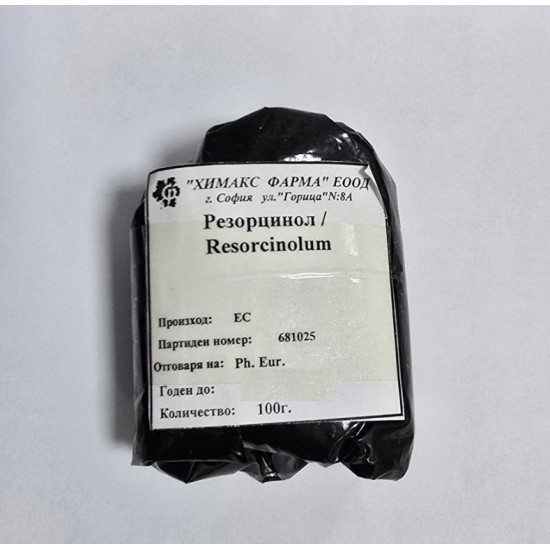 "ХИМАКС ФАРМА" ЕООД
г. София ул."Горица"N:8А
Резорцинол /
Resorcinolum
Произход: ЕС
Партиден номер: 681025
Отговаря на: Ph. Eur.
Годен до:
Количество: 100г.